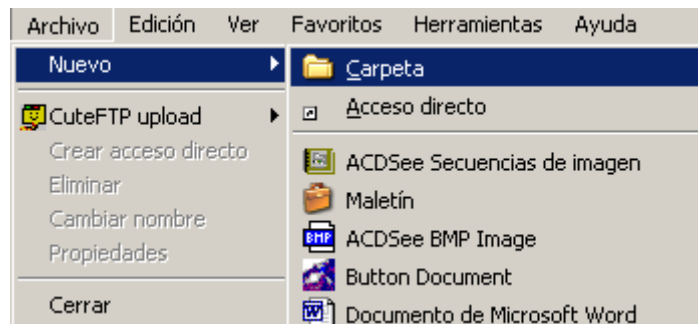 Archivo Edición Ver Favoritos Herramientas Ayuda
Nuevo
CuteFTP upload
Crear acceso directo
Eliminar
Cambiar nombre
Propiedades
Cerrar
Carpeta
Acceso directo
ACDSee Secuencias de imagen
Maletín
BMP ACDSee BMP Image
Button Document
Documento de Microsoft Word